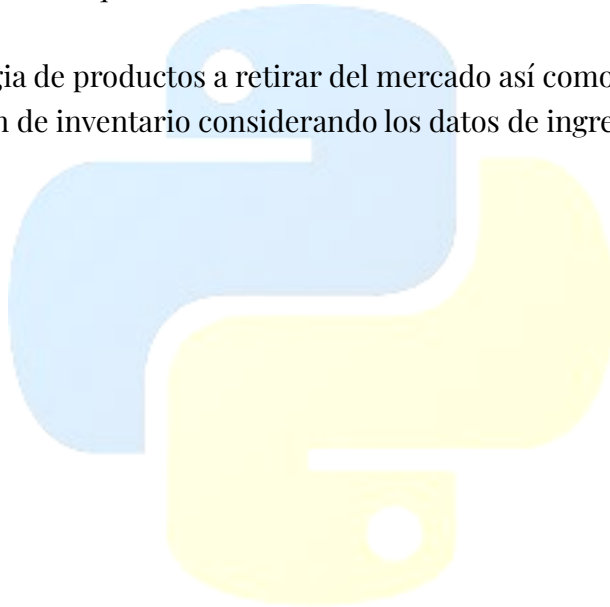 gia de productos a retirar del mercado así como
n de inventario considerando los datos de ingre